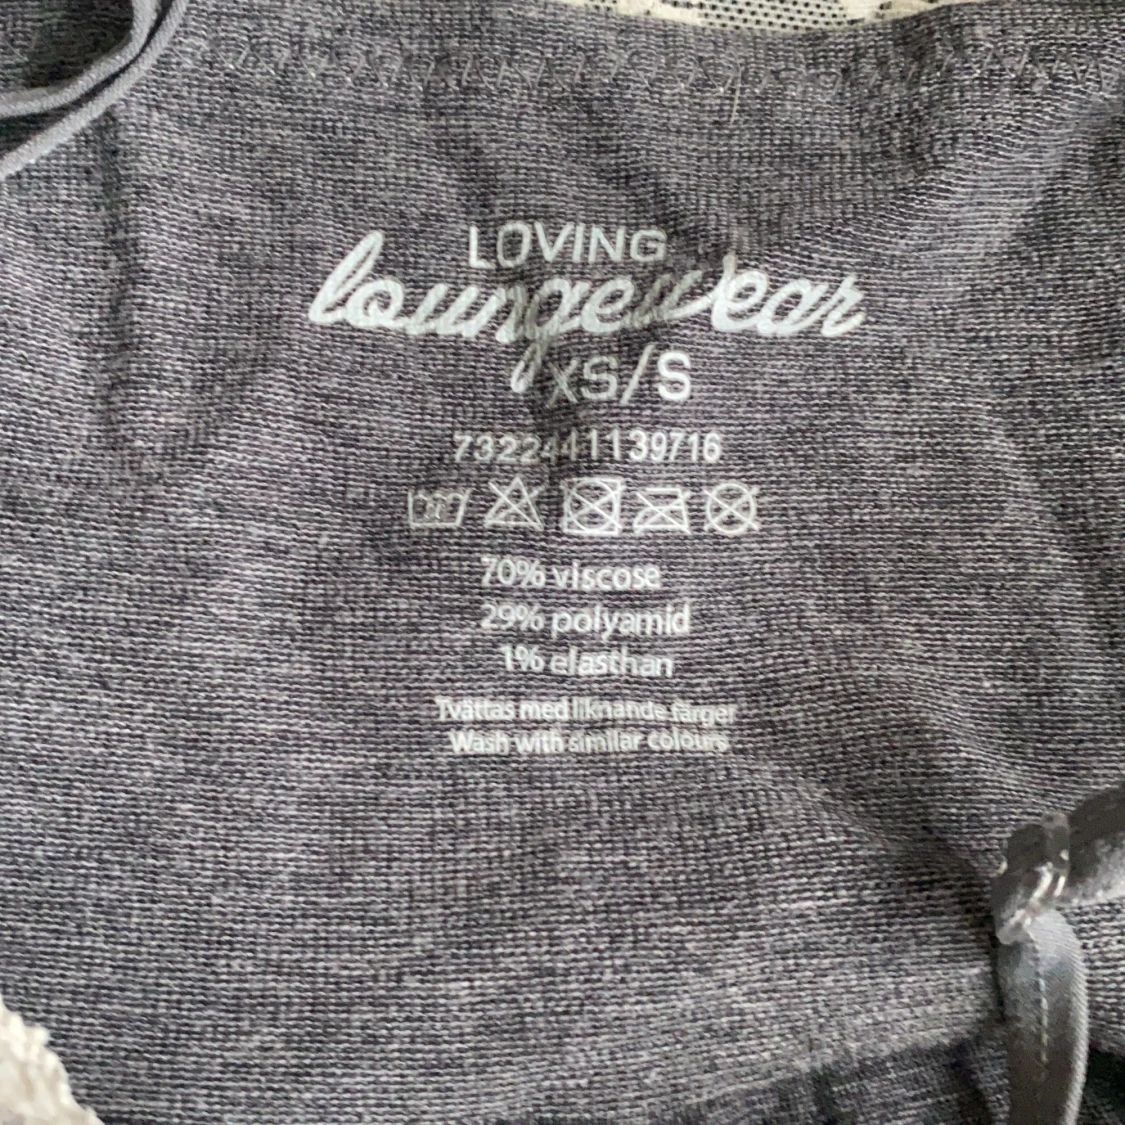 LOVING
loungewear
XS/S
7322441139716
70% viscose
29% polyamid
1% elasthan
Tvättas med liknande färger
Wash with similar colours